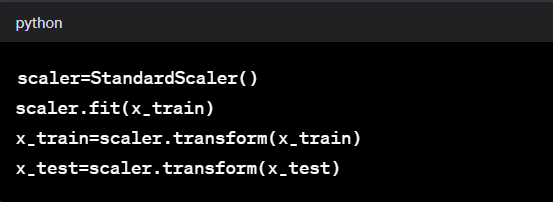 python
scaler=StandardScaler()
scaler.fit(x_train)
x_train=scaler.transform(x_train)
x_test=scaler.transform(x_test)